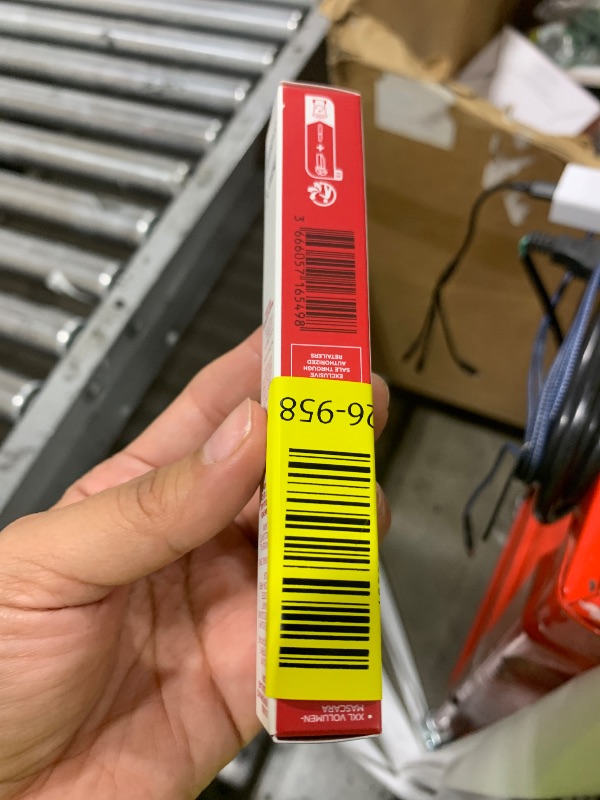 • XXL VOLUMEN-
MASCARA
26-958
EXCLUSIVE
SALE THROUGH
AUTHORIZED
RETAILERS
3 666057 165498